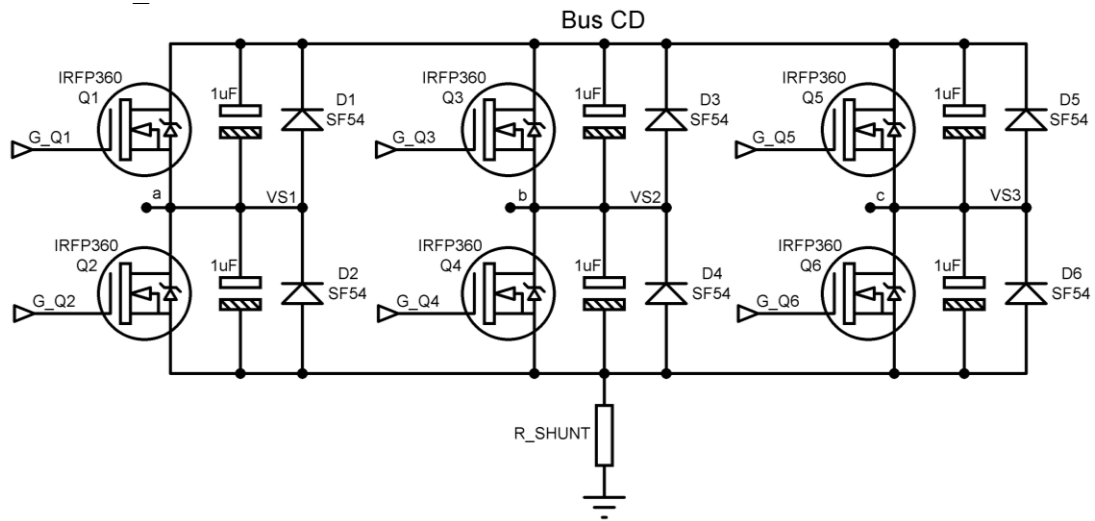 Bus CD
IRFP360
Q1
1uF
D1
SF54
G_Q1
IRFP360
Q3
1uF
D3
SF54
G_Q3
IRFP360
Q5
1uF
D5
SF54
G_Q5
a
VS1
b
VS2
c
VS3
IRFP360
Q2
1uF
D2
SF54
G_Q2
IRFP360
Q4
1uF
D4
SF54
G_Q4
IRFP360
Q6
1uF
D6
SF54
G_Q6
R_SHUNT